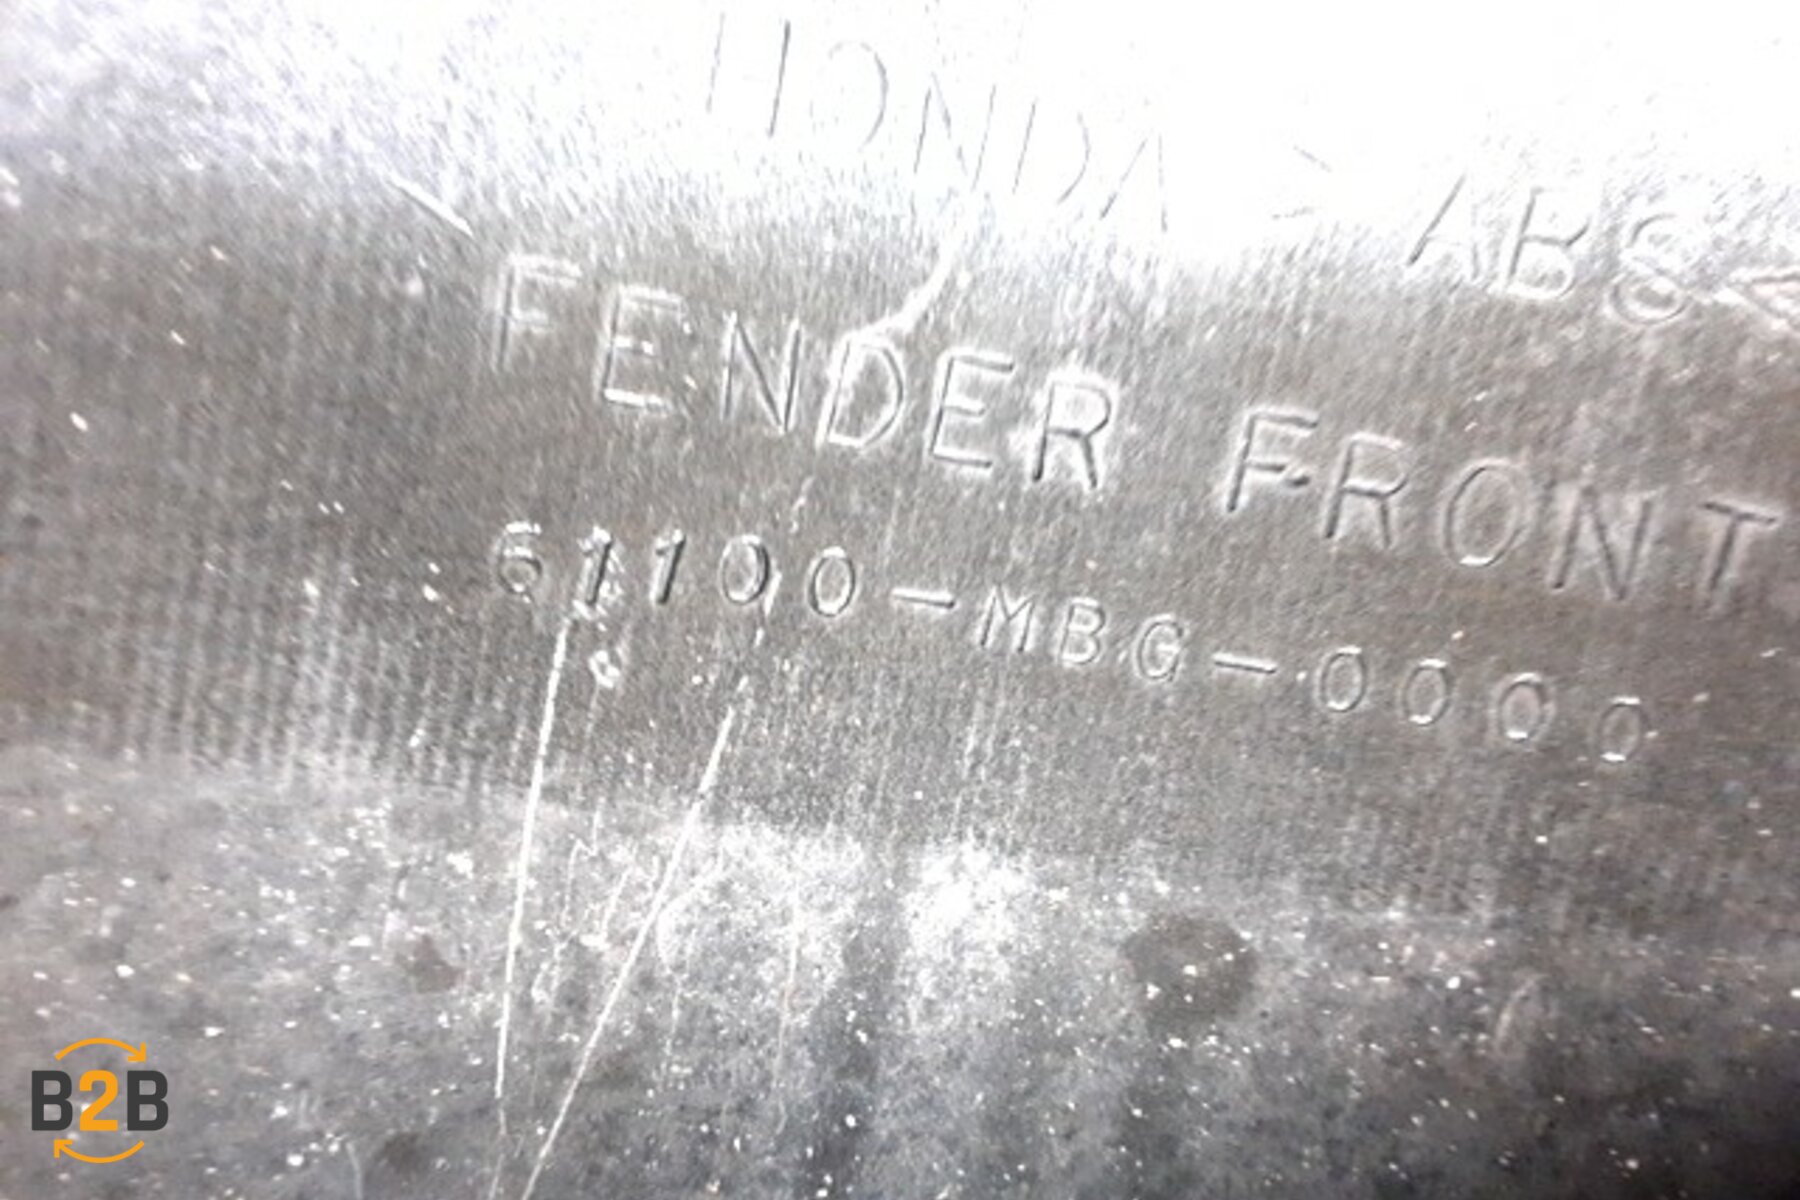 HONDA >ABS<
FENDER FRONT
61100-MBG-0000
B2B